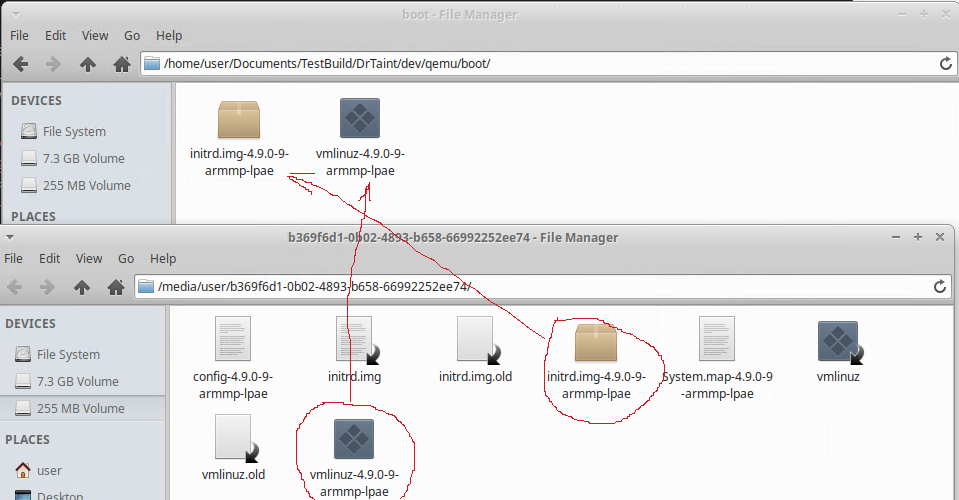 boot - File Manager
File Edit View Go Help
/home/user/Documents/TestBuild/DrTaint/dev/qemu/boot/
DEVICES
File System
7.3 GB Volume
255 MB Volume
PLACES
initrd.img-4.9.0-9-
armmp-lpae
vmlinuz-4.9.0-9-
armmp-lpae
b369f6d1-0b02-4893-b658-66992252ee74 - File Manager
File Edit View Go Help
/media/user/b369f6d1-0b02-4893-b658-66992252ee74/
DEVICES
File System
7.3 GB Volume
255 MB Volume
PLACES
user
Desktop
config-4.9.0-9-
armmp-lpae
initrd.img
initrd.img.old
initrd.img-4.9.0-9-
armmp-lpae
System.map-4.9.0-9
-armmp-lpae
vmlinuz
vmlinuz.old
vmlinuz-4.9.0-9-
armmp-lpae